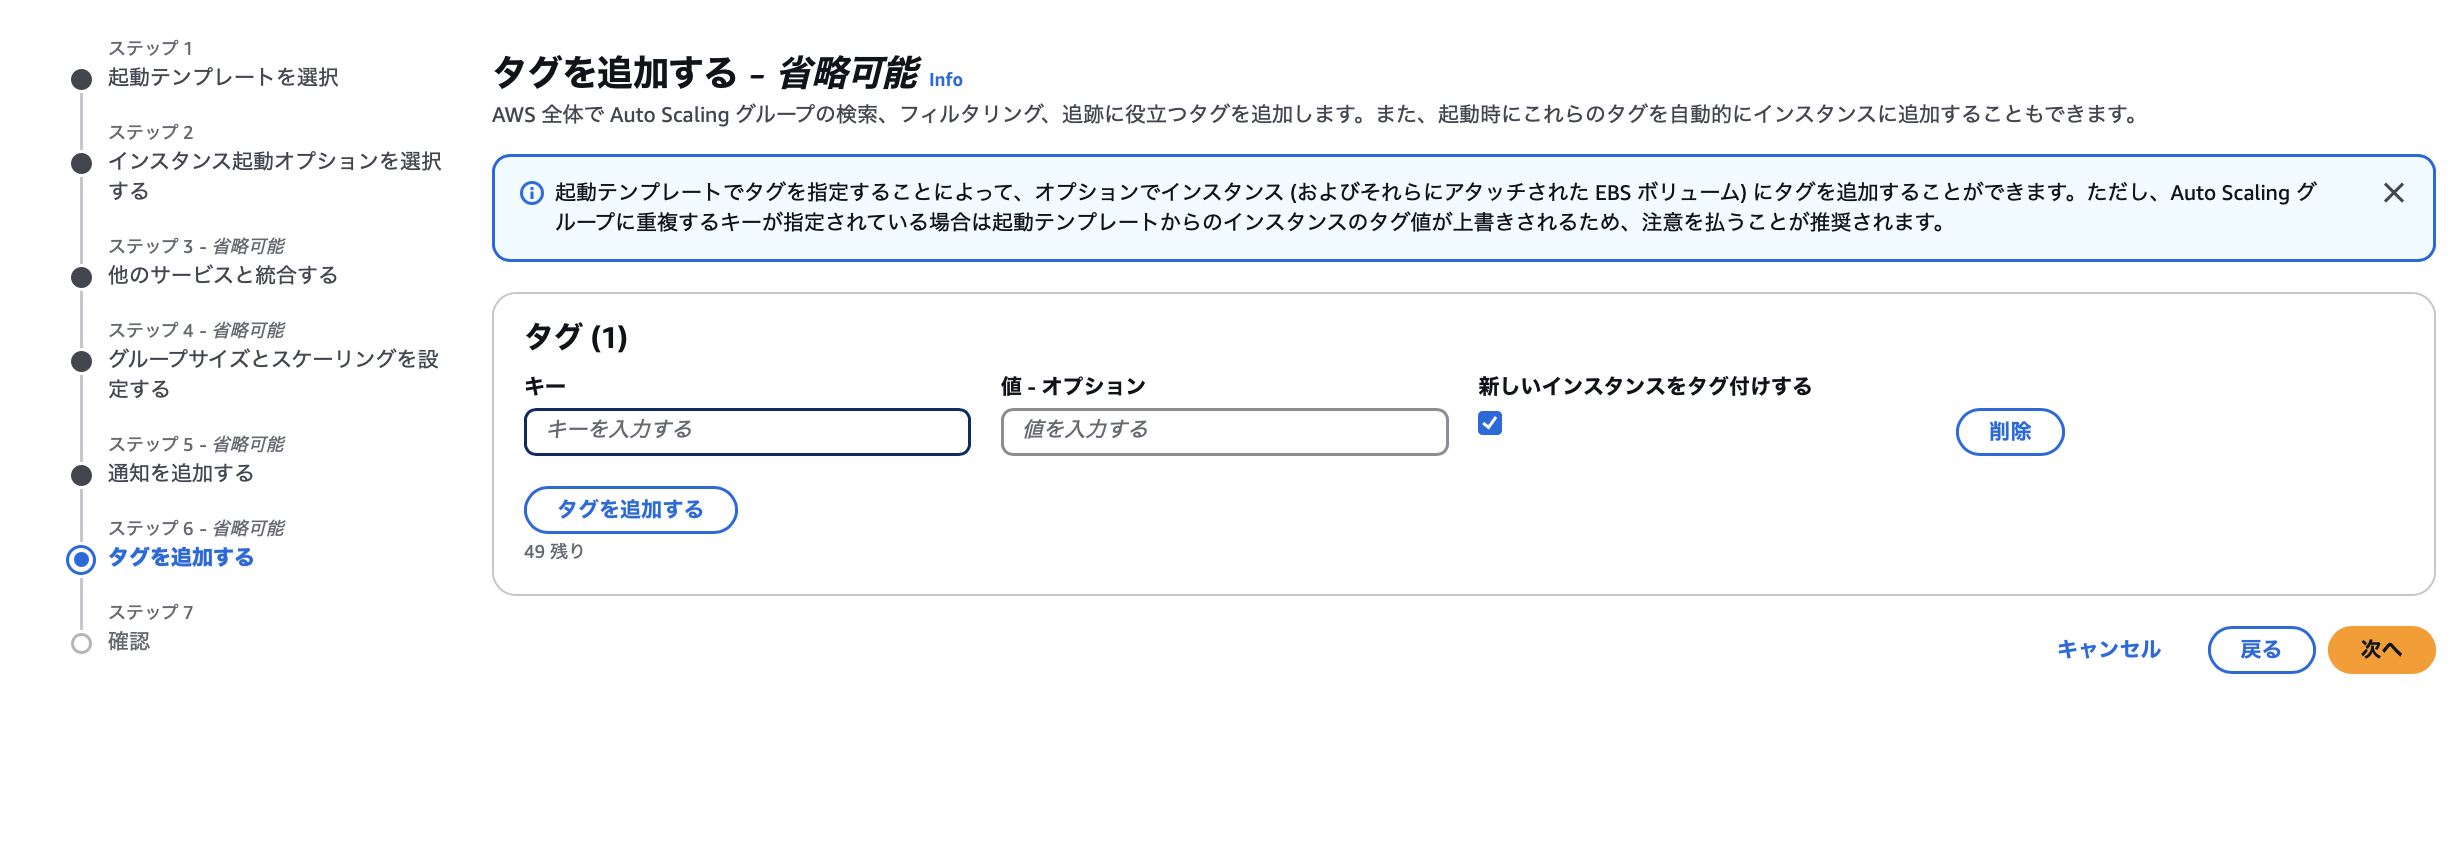 ステップ 1
起動テンプレートを選択
ステップ 2
インスタンス起動オプションを選択
する
ステップ 3 - 省略可能
他のサービスと統合する
ステップ 4 - 省略可能
グループサイズとスケーリングを設
定する
ステップ 5 - 省略可能
通知を追加する
ステップ 6 - 省略可能
タグを追加する
ステップ 7
確認
タグを追加する - 省略可能 Info
AWS 全体で Auto Scaling グループの検索、フィルタリング、追跡に役立つタグを追加します。また、起動時にこれらのタグを自動的にインスタンスに追加することもできます。
起動テンプレートでタグを指定することによって、オプションでインスタンス (およびそれらにアタッチされた EBS ボリューム) にタグを追加することができます。ただし、Auto Scaling グ
ループに重複するキーが指定されている場合は起動テンプレートからのインスタンスのタグ値が上書きされるため、注意を払うことが推奨されます。
タグ (1)
キー
値 - オプション
新しいインスタンスをタグ付けする
キーを入力する
値を入力する
削除
タグを追加する
49 残り
キャンセル
戻る
次へ